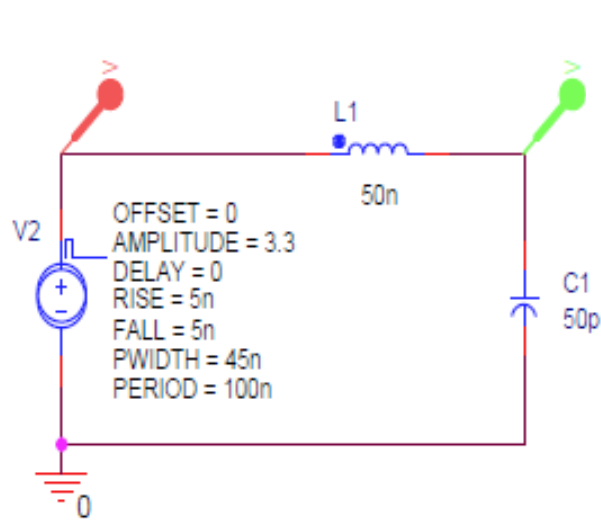 V
V
L1
50n
V2
OFFSET = 0
AMPLITUDE = 3.3
DELAY = 0
RISE = 5n
FALL = 5n
PWIDTH = 45n
PERIOD = 100n
+
−
C1
50p
0